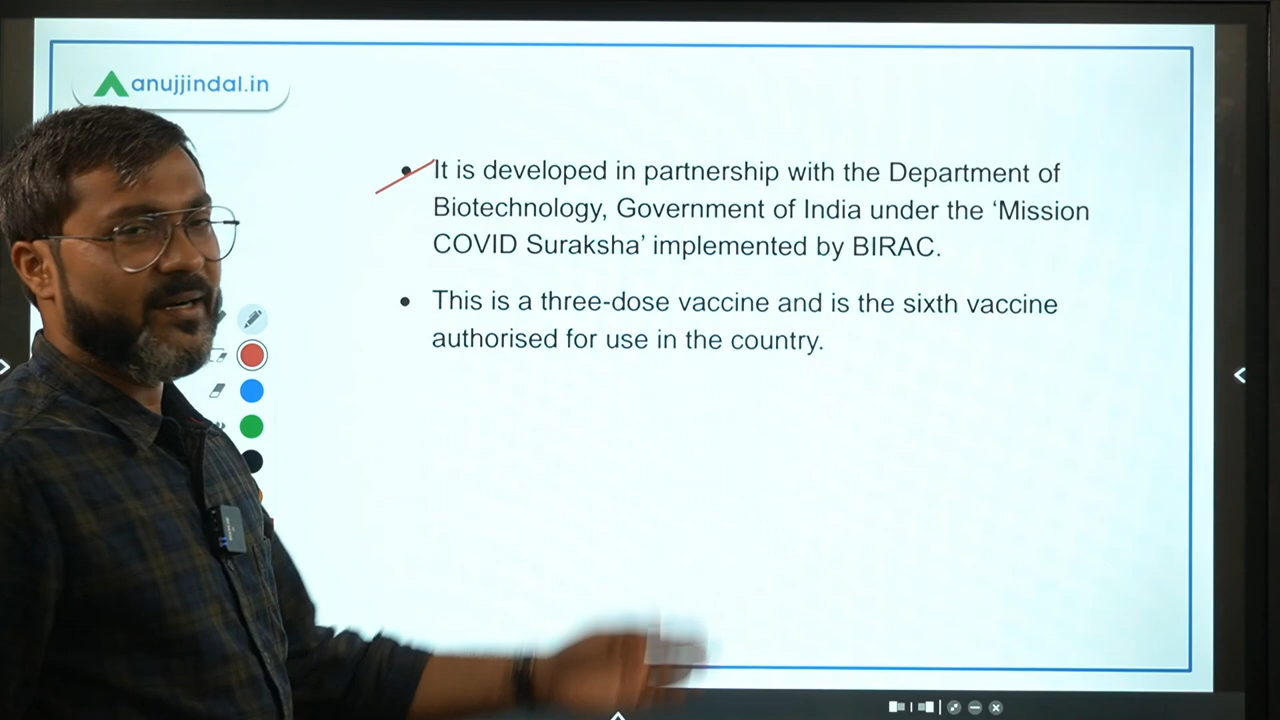 anujjindal.in
• It is developed in partnership with the Department of
Biotechnology, Government of India under the ‘Mission
COVID Suraksha’ implemented by BIRAC.
• This is a three-dose vaccine and is the sixth vaccine
authorised for use in the country.